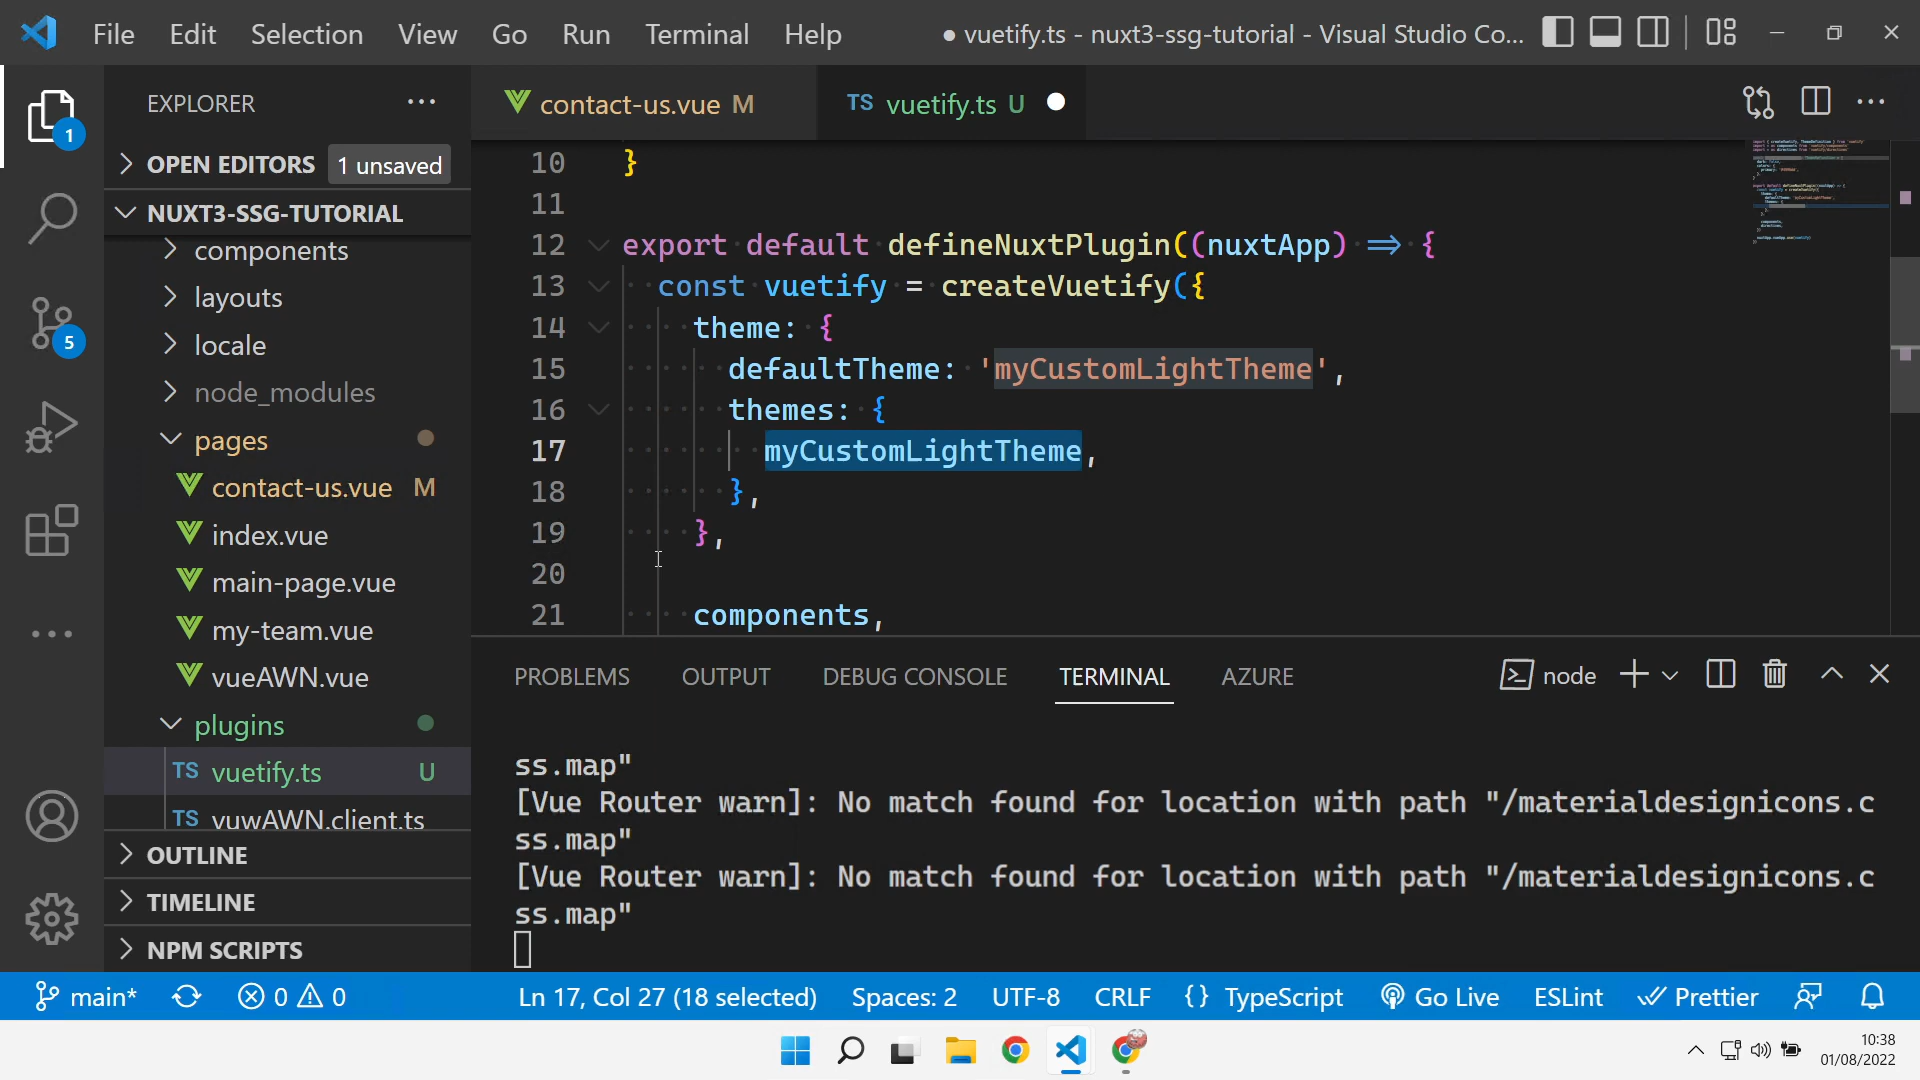 File Edit Selection View Go Run Terminal Help
● vuetify.ts - nuxt3-ssg-tutorial - Visual Studio Co...
EXPLORER
OPEN EDITORS 1 unsaved
NUXT3-SSG-TUTORIAL
components
layouts
locale
node_modules
pages
contact-us.vue M
index.vue
main-page.vue
my-team.vue
vueAWN.vue
plugins
TS vuetify.ts U
TS vuwAWN.client.ts
OUTLINE
TIMELINE
NPM SCRIPTS
1
5
contact-us.vue M
TS vuetify.ts U
10 }
11
12 export default defineNuxtPlugin((nuxtApp) => {
13 const vuetify = createVuetify({
14 theme: {
15 defaultTheme: 'myCustomLightTheme',
16 themes: {
17 myCustomLightTheme,
18 },
19 },
20
21 components,
PROBLEMS OUTPUT DEBUG CONSOLE TERMINAL AZURE
node
ss.map"
[Vue Router warn]: No match found for location with path "/materialdesignicons.c
ss.map"
[Vue Router warn]: No match found for location with path "/materialdesignicons.c
ss.map"
main* 0 0 Ln 17, Col 27 (18 selected) Spaces: 2 UTF-8 CRLF {} TypeScript Go Live ESLint Prettier
10:38
01/08/2022